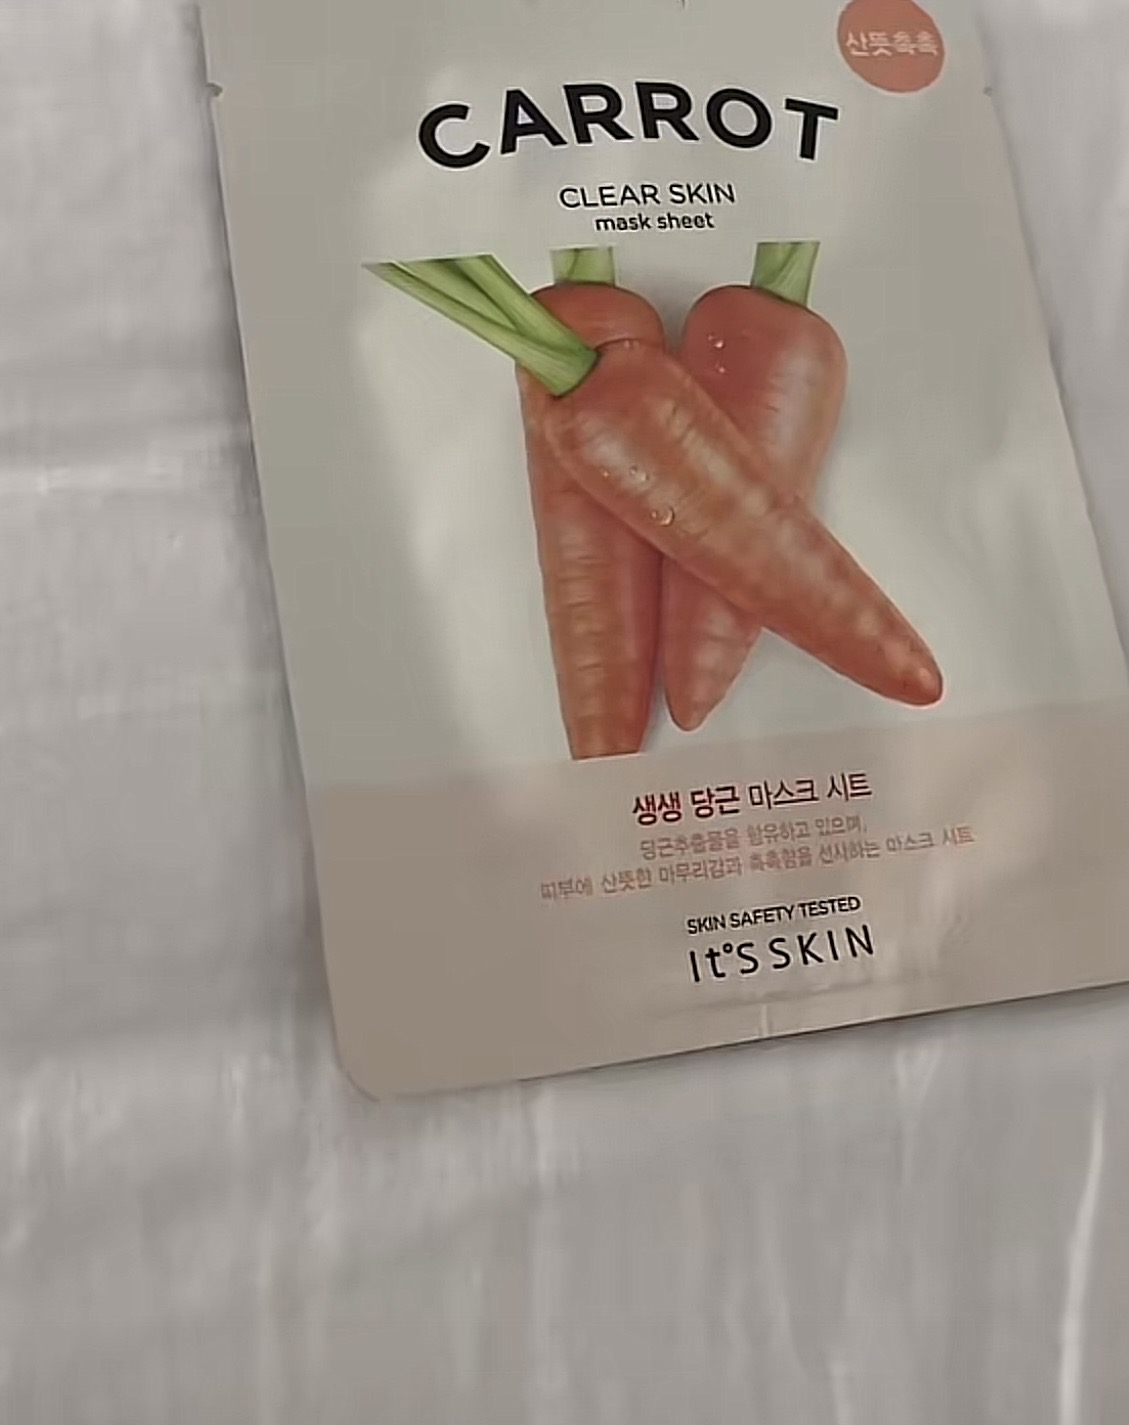 산뜻촉촉
CARROT
CLEAR SKIN
mask sheet
생생 당근 마스크 시트
당근추출물을 함유하고 있으며,
피부에 산뜻한 마무리감과 촉촉함을 선사하는 마스크 시트
SKIN SAFETY TESTED
It'S SKIN